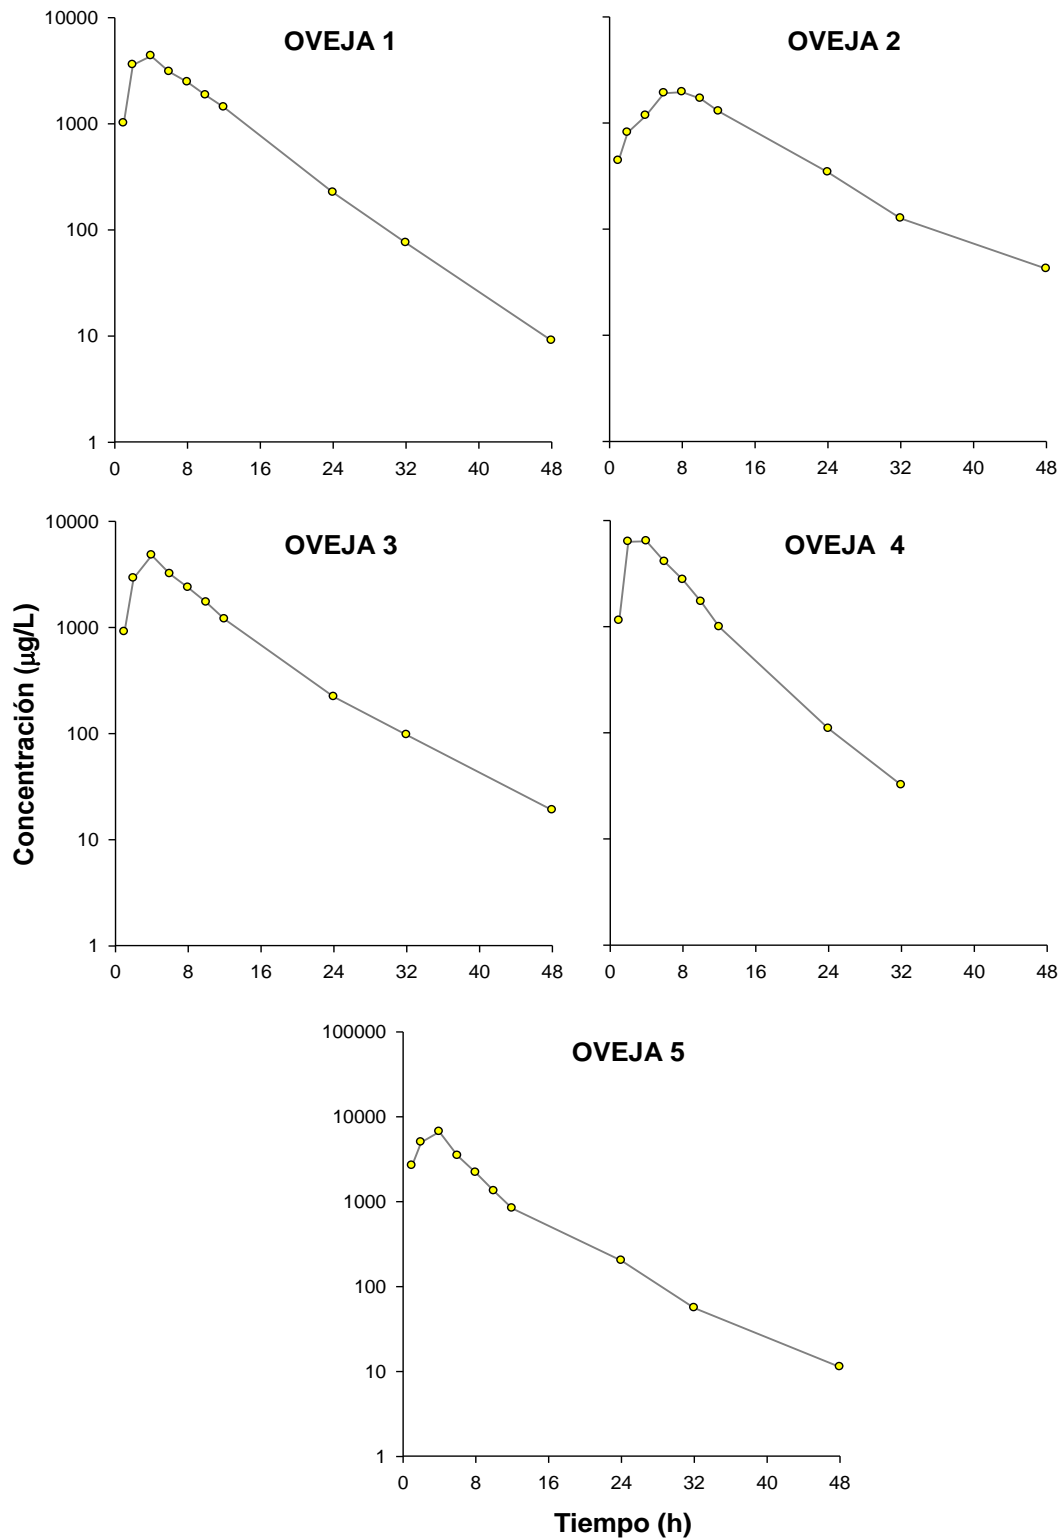 OVEJA 1
10000
1000
100
10
1
0 8 16 24 32 40 48
OVEJA 2
0 8 16 24 32 40 48
OVEJA 3
10000
1000
100
10
1
0 8 16 24 32 40 48
OVEJA 4
0 8 16 24 32 40 48
Concentración (µg/L)
OVEJA 5
100000
10000
1000
100
10
1
0 8 16 24 32 40 48
Tiempo (h)